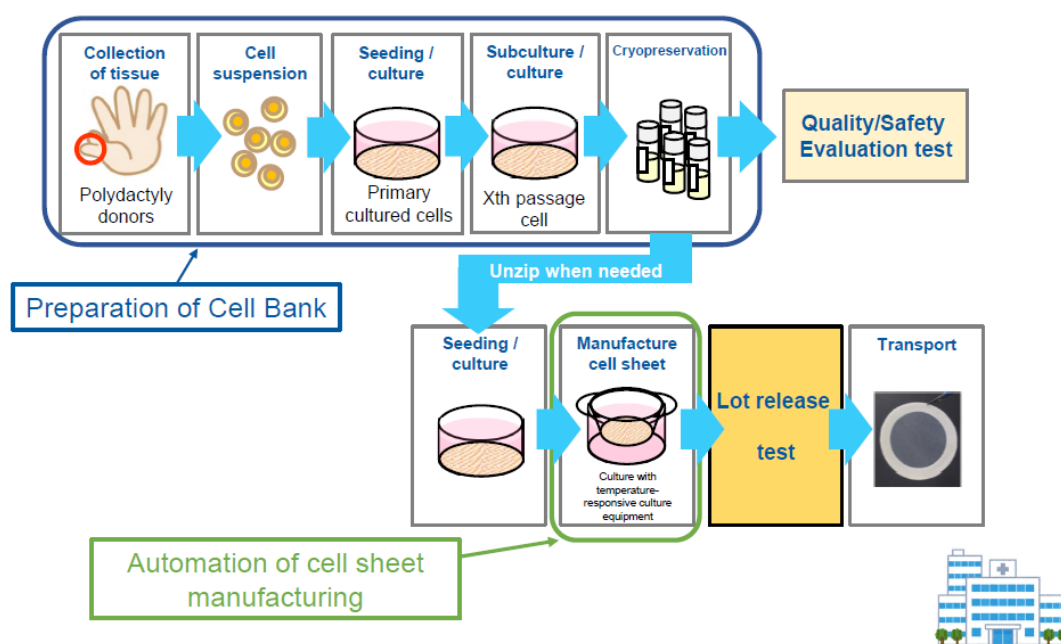 Collection
of tissue
Polydactyly
donors
Cell
suspension
Seeding /
culture
Primary
cultured cells
Subculture /
culture
Xth passage
cell
Cryopreservation
Quality/Safety
Evaluation test
Preparation of Cell Bank
Unzip when needed
Seeding /
culture
Manufacture
cell sheet
Culture with
temperature-
responsive culture
equipment
Lot release
test
Transport
Automation of cell sheet
manufacturing